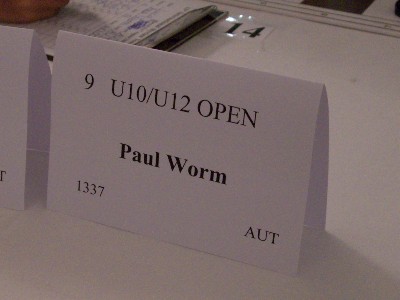 14
9 U10/U12 OPEN
Paul Worm
1337
AUT
T